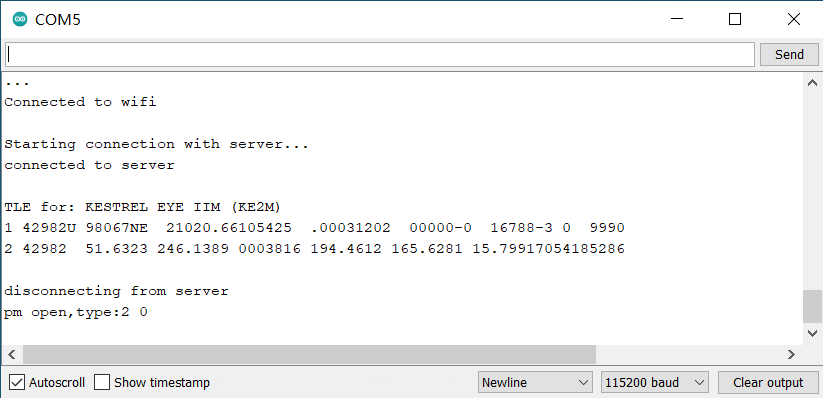 COM5
Send
...
Connected to wifi
Starting connection with server...
connected to server
TLE for: KESTREL EYE IIM (KE2M)
1 42982U 98067NE  21020.66105425  .00031202  00000-0  16788-3 0  9990
2 42982  51.6323 246.1389 0003816 194.4612 165.6281 15.79917054185286
disconnecting from server
pm open,type:2 0
Autoscroll Show timestamp Newline 115200 baud Clear output